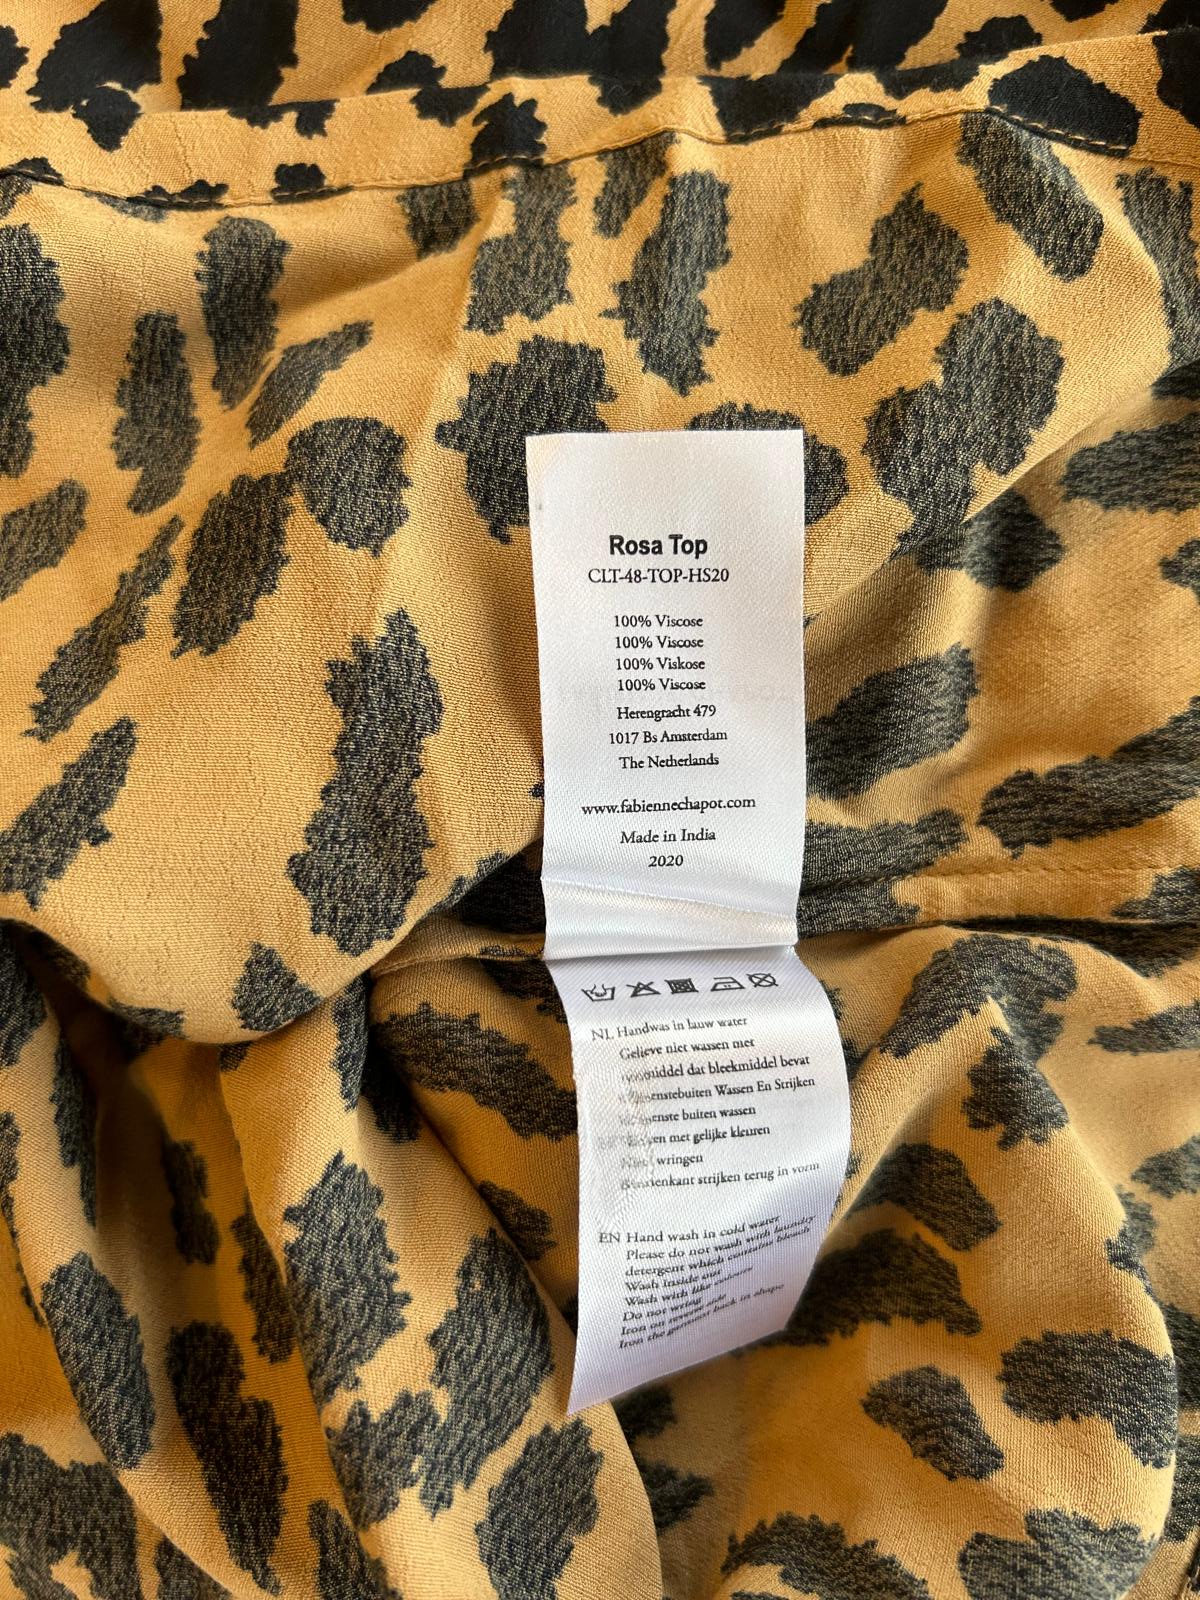 Rosa Top
CLT-48-TOP-HS20
100% Viscose
100% Viscose
100% Viskose
100% Viscose
Herengracht 479
1017 Bs Amsterdam
The Netherlands
www.fabiennechapot.com
Made in India
2020
NL Handwas in lauw water
Gelieve niet wassen met
middel dat bleekmiddel bevat
Wassen En Strijken
buiten wassen
met gelijke kleuren
wringen
strijken terug in vorm
EN Hand wash in cold water
Please do not wash with laundry
detergent which contains bleach
Wash inside out
Wash with like colours
Do not wring
Iron on reverse side
Iron the garment back in shape